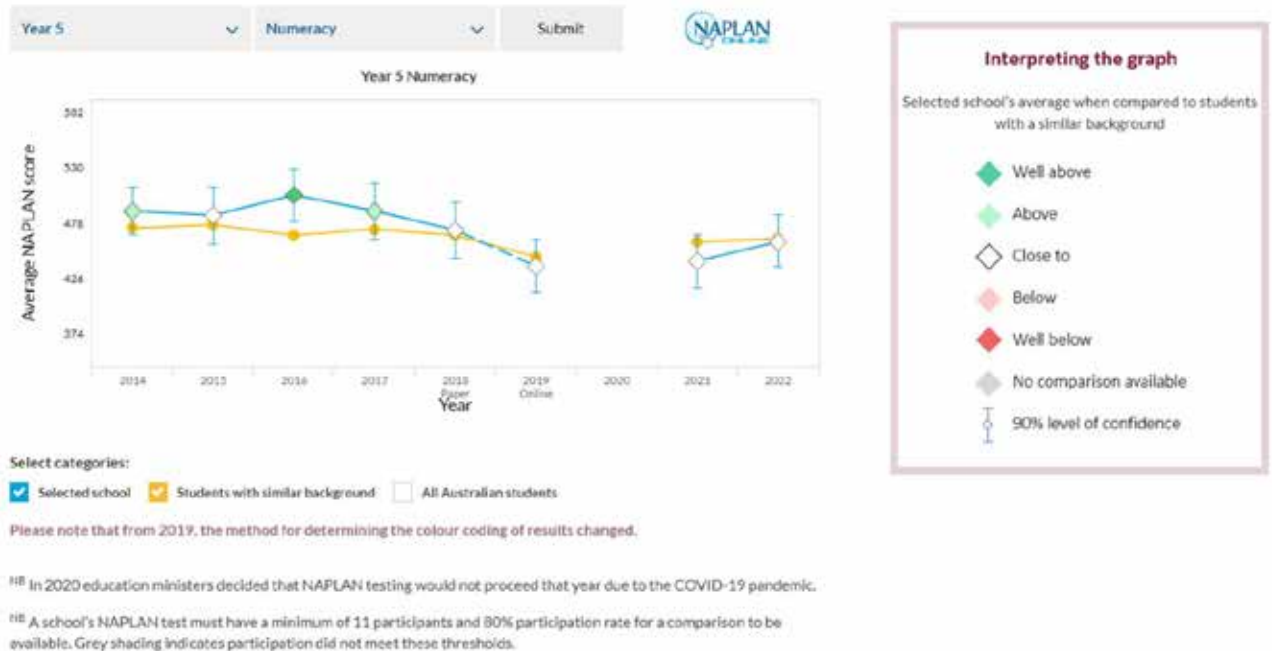 Year 5
Numeracy
Submit
NAPLAN
ONLINE
Year 5 Numeracy
Average NAPLAN score
582
530
478
426
374
2014
2015
2016
2017
2018
Paper
2019
Online
2020
2021
2022
Year
Select categories:
Selected school
Students with similar background
All Australian students
Please note that from 2019, the method for determining the colour coding of results changed.
NB In 2020 education ministers decided that NAPLAN testing would not proceed that year due to the COVID-19 pandemic.
NB A school's NAPLAN test must have a minimum of 11 participants and 80% participation rate for a comparison to be
available. Grey shading indicates participation did not meet these thresholds.
Interpreting the graph
Selected school's average when compared to students
with a similar background
Well above
Above
Close to
Below
Well below
No comparison available
90% level of confidence